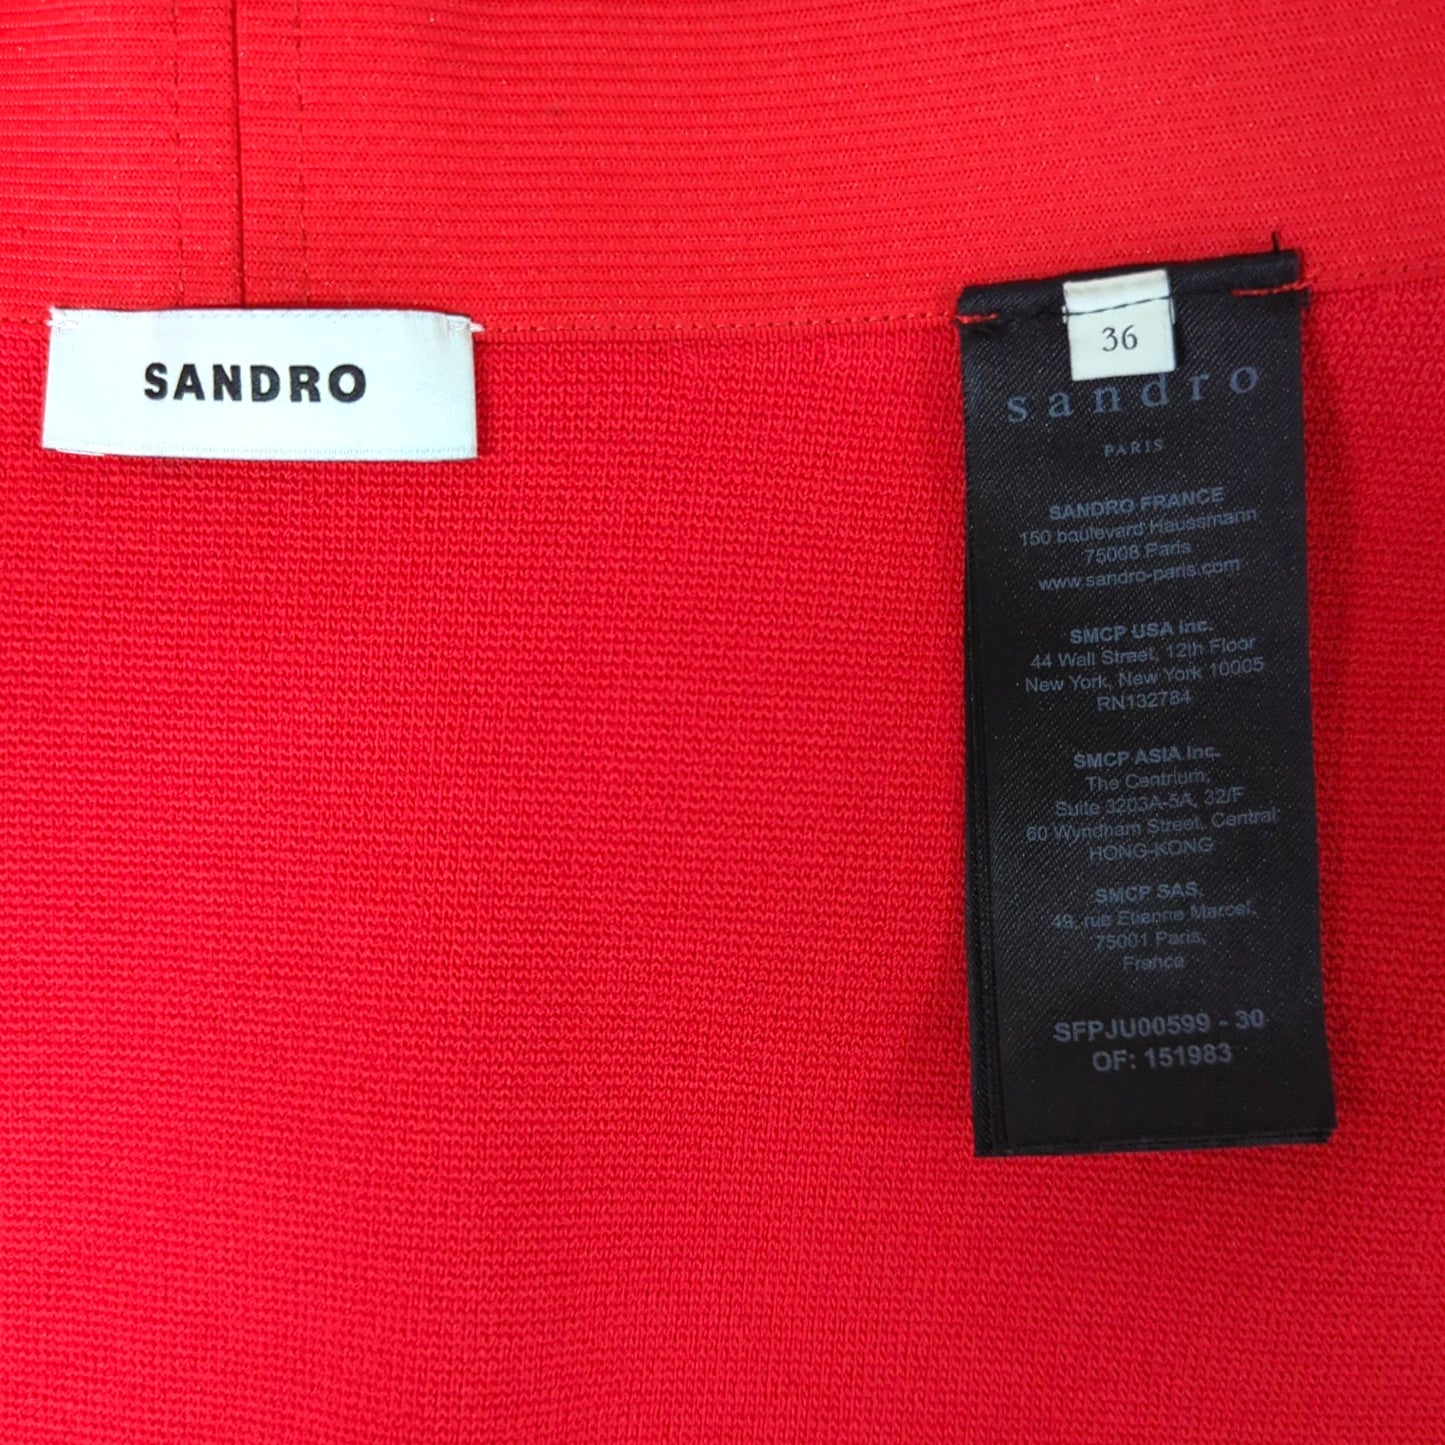 SANDRO
36
sandro
PARIS
SANDRO FRANCE
150 boulevard Haussmann
75008 Paris
www.sandro-paris.com
SMCP USA Inc.
44 Wall Street, 12th Floor
New York, New York 10005
RN132784
SMCP ASIA Inc.
The Centrium,
Suite 3203A-5A, 32/F
60 Wyndham Street, Central
HONG-KONG
SMCP SAS,
49, rue Etienne Marcel,
75001 Paris,
France
SFPJU00599 - 30
OF: 151983